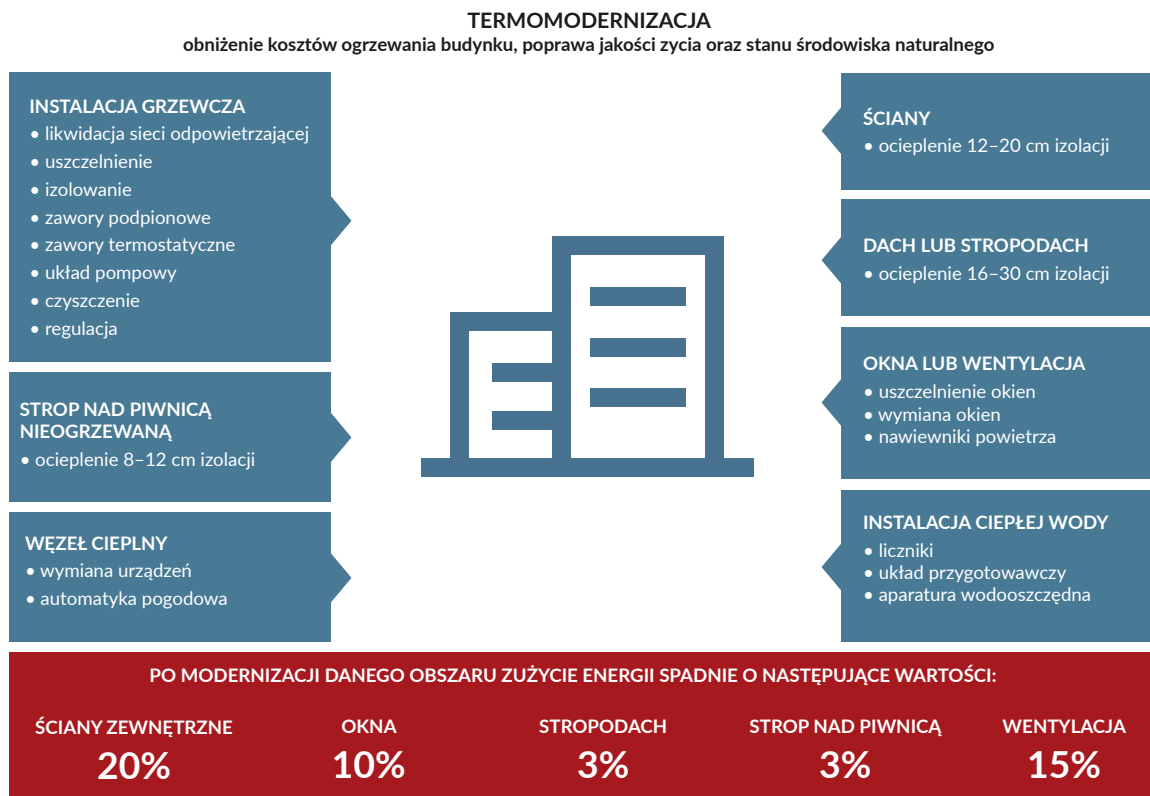 TERMOMODERNIZACJA
obniżenie kosztów ogrzewania budynku, poprawa jakości zycia oraz stanu środowiska naturalnego
INSTALACJA GRZEWCZA
• likwidacja sieci odpowietrzającej
• uszczelnienie
• izolowanie
• zawory podpionowe
• zawory termostatyczne
• układ pompowy
• czyszczenie
• regulacja
STROP NAD PIWNICĄ
NIEOGRZEWANĄ
• ocieplenie 8–12 cm izolacji
WĘZEŁ CIEPLNY
• wymiana urządzeń
• automatyka pogodowa
ŚCIANY
• ocieplenie 12–20 cm izolacji
DACH LUB STROPODACH
• ocieplenie 16–30 cm izolacji
OKNA LUB WENTYLACJA
• uszczelnienie okien
• wymiana okien
• nawiewniki powietrza
INSTALACJA CIEPŁEJ WODY
• liczniki
• układ przygotowawczy
• aparatura wodooszczędna
PO MODERNIZACJI DANEGO OBSZARU ZUŻYCIE ENERGII SPADNIE O NASTĘPUJĄCE WARTOŚCI:
ŚCIANY ZEWNĘTRZNE
20%
OKNA
10%
STROPODACH
3%
STROP NAD PIWNICĄ
3%
WENTYLACJA
15%